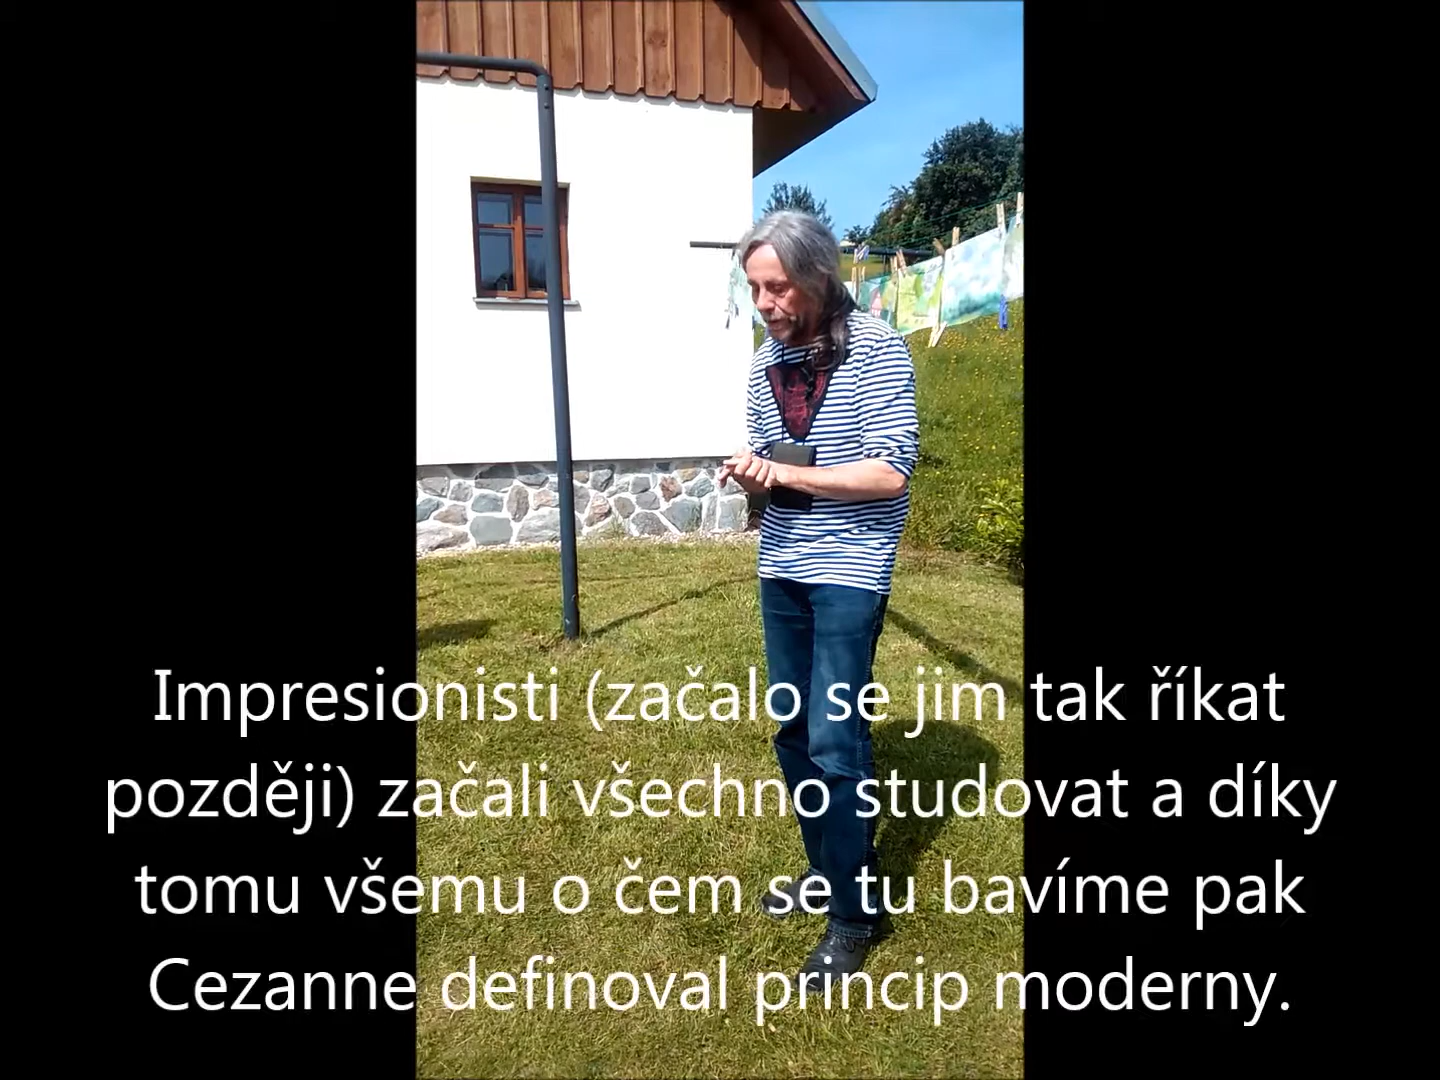 Impresionisti (začalo se jim tak říkat
později) začali všechno studovat a díky
tomu všemu o čem se tu bavíme pak
Cezanne definoval princip moderny.